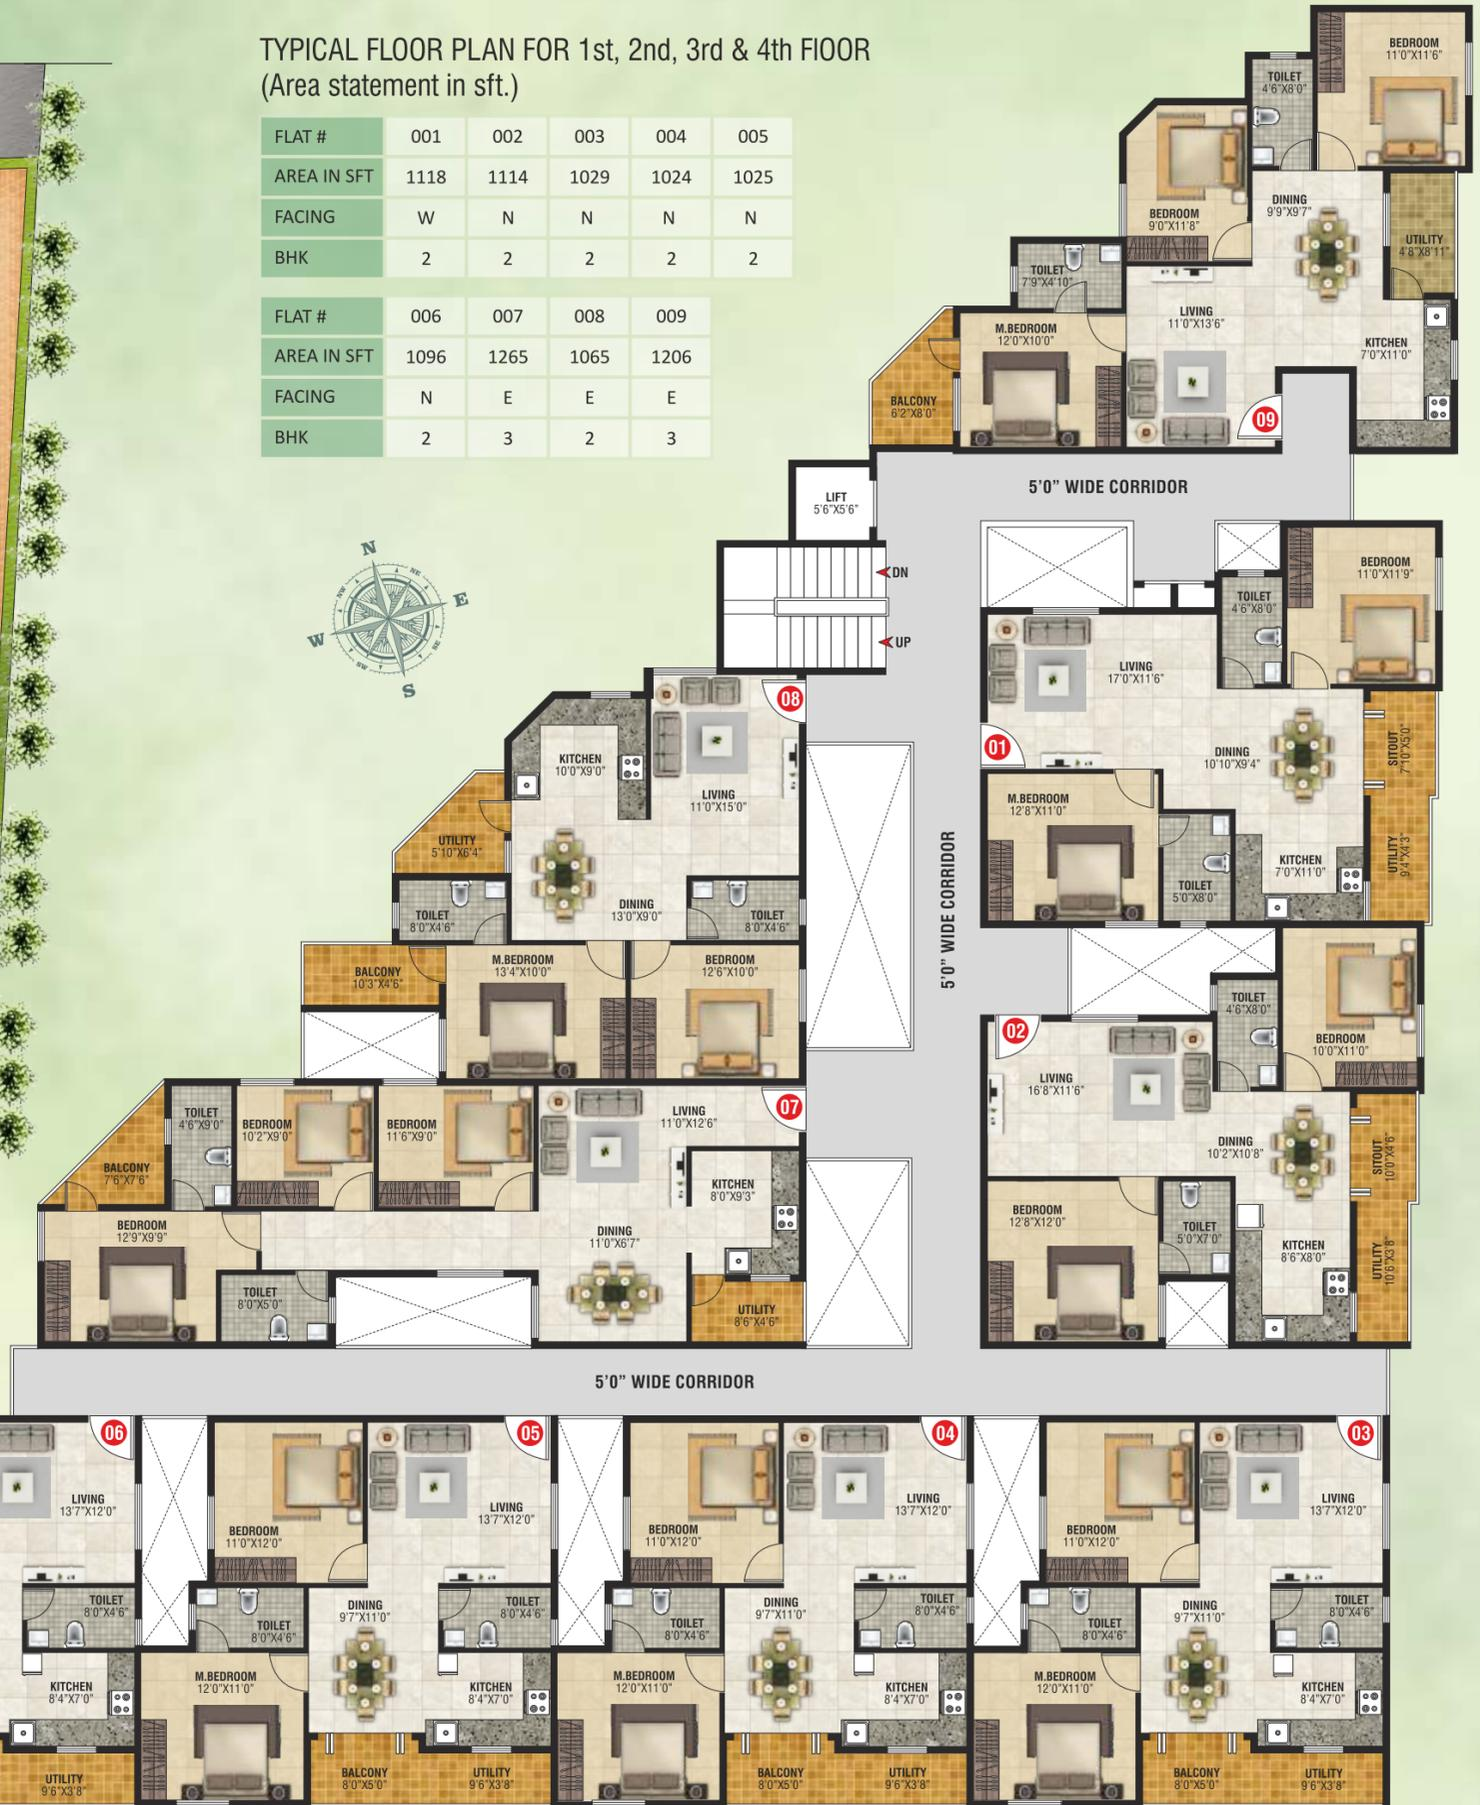 TYPICAL FLOOR PLAN FOR 1st, 2nd, 3rd & 4th FlOOR
(Area statement in sft.)
FLAT # 001 002 003 004 005
AREA IN SFT 1118 1114 1029 1024 1025
FACING W N N N N
BHK 2 2 2 2 2
FLAT # 006 007 008 009
AREA IN SFT 1096 1265 1065 1206
FACING N E E E
BHK 2 3 2 3
N
NE
E
SE
S
SW
W
NW
BEDROOM
11'0"X11'6"
TOILET
4'6"X8'0"
BEDROOM
9'0"X11'8"
DINING
9'9"X9'7"
UTILITY
4'8"X8'11"
TOILET
7'9"X4'10"
LIVING
11'0"X13'6"
M.BEDROOM
12'0"X10'0"
KITCHEN
7'0"X11'0"
BALCONY
6'2"X8'0"
09
5'0" WIDE CORRIDOR
LIFT
5'6"X5'6"
DN
UP
BEDROOM
11'0"X11'9"
TOILET
4'6"X8'0"
LIVING
17'0"X11'6"
01
DINING
10'10"X9'4"
SITOUT
7'10"X5'0"
M.BEDROOM
12'8"X11'0"
TOILET
5'0"X8'0"
KITCHEN
7'0"X11'0"
UTILITY
9'4"X4'3"
08
KITCHEN
10'0"X9'0"
LIVING
11'0"X15'0"
UTILITY
5'10"X6'4"
DINING
13'0"X9'0"
TOILET
8'0"X4'6"
TOILET
8'0"X4'6"
BALCONY
10'3"X4'6"
M.BEDROOM
13'4"X10'0"
BEDROOM
12'6"X10'0"
5'0" WIDE CORRIDOR
02
TOILET
4'6"X8'0"
BEDROOM
10'0"X11'0"
LIVING
16'8"X11'6"
DINING
10'2"X10'8"
SITOUT
10'0"X4'6"
BEDROOM
12'8"X12'0"
TOILET
5'0"X7'0"
KITCHEN
8'6"X8'0"
UTILITY
10'6"X3'8"
07
TOILET
4'6"X9'0"
BEDROOM
10'2"X9'0"
BEDROOM
11'6"X9'0"
LIVING
11'0"X12'6"
BALCONY
7'6"X7'6"
KITCHEN
8'0"X9'3"
BEDROOM
12'9"X9'9"
DINING
11'0"X6'7"
TOILET
8'0"X5'0"
UTILITY
8'6"X4'6"
5'0" WIDE CORRIDOR
06
LIVING
13'7"X12'0"
TOILET
8'0"X4'6"
KITCHEN
8'4"X7'0"
UTILITY
9'6"X3'8"
05
BEDROOM
11'0"X12'0"
LIVING
13'7"X12'0"
TOILET
8'0"X4'6"
DINING
9'7"X11'0"
TOILET
8'0"X4'6"
M.BEDROOM
12'0"X11'0"
KITCHEN
8'4"X7'0"
BALCONY
8'0"X5'0"
UTILITY
9'6"X3'8"
04
BEDROOM
11'0"X12'0"
LIVING
13'7"X12'0"
TOILET
8'0"X4'6"
DINING
9'7"X11'0"
TOILET
8'0"X4'6"
M.BEDROOM
12'0"X11'0"
KITCHEN
8'4"X7'0"
BALCONY
8'0"X5'0"
UTILITY
9'6"X3'8"
03
BEDROOM
11'0"X12'0"
LIVING
13'7"X12'0"
TOILET
8'0"X4'6"
DINING
9'7"X11'0"
TOILET
8'0"X4'6"
M.BEDROOM
12'0"X11'0"
KITCHEN
8'4"X7'0"
BALCONY
8'0"X5'0"
UTILITY
9'6"X3'8"